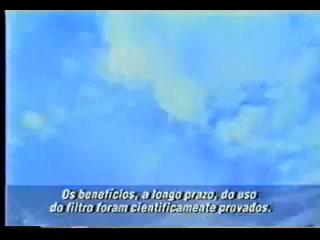 Os benefícios, a longo prazo, do uso
do filtro foram cientificamente provados.